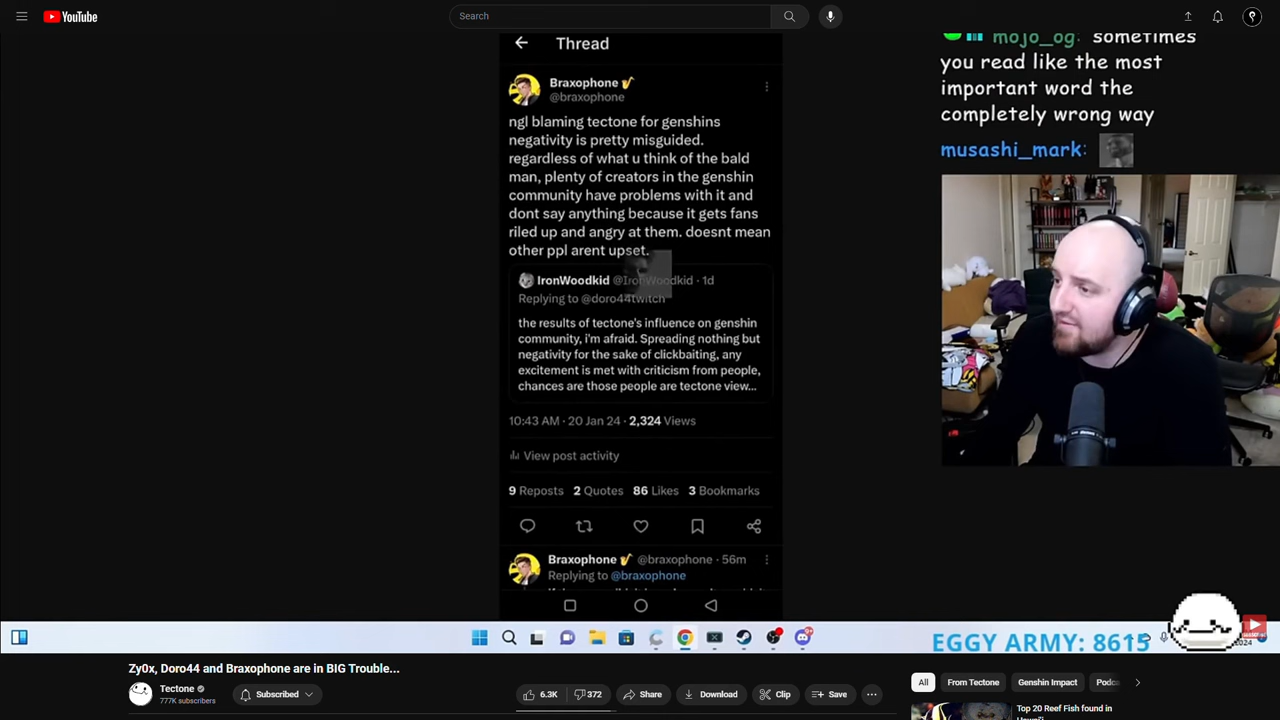 YouTube
Search
Thread
Braxophone
@braxophone
ngl blaming tectone for genshins
negativity is pretty misguided.
regardless of what u think of the bald
man, plenty of creators in the genshin
community have problems with it and
dont say anything because it gets fans
riled up and angry at them. doesnt mean
other ppl arent upset.
IronWoodkid @IronWoodkid · 1d
Replying to @doro44twitch
the results of tectone's influence on genshin
community, i'm afraid. Spreading nothing but
negativity for the sake of clickbaiting, any
excitement is met with criticism from people,
chances are those people are tectone view...
10:43 AM · 20 Jan 24 · 2,324 Views
View post activity
9 Reposts 2 Quotes 86 Likes 3 Bookmarks
Braxophone @braxophone · 56m
Replying to @braxophone
mojo_og: sometimes
you read like the most
important word the
completely wrong way
musashi_mark:
EGGY ARMY: 8615
Zy0x, Doro44 and Braxophone are in BIG Trouble...
Tectone
777K subscribers
Subscribed
6.3K
372
Share
Download
Clip
Save
All
From Tectone
Genshin Impact
Top 20 Reef Fish found in